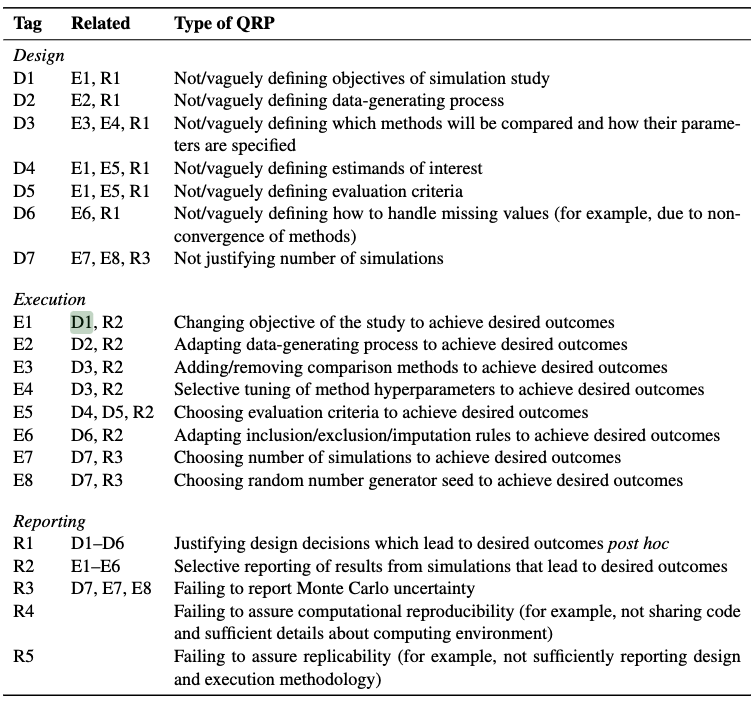 Tag Related Type of QRP
Design
D1 E1, R1 Not/vaguely defining objectives of simulation study
D2 E2, R1 Not/vaguely defining data-generating process
D3 E3, E4, R1 Not/vaguely defining which methods will be compared and how their parame-
ters are specified
D4 E1, E5, R1 Not/vaguely defining estimands of interest
D5 E1, E5, R1 Not/vaguely defining evaluation criteria
D6 E6, R1 Not/vaguely defining how to handle missing values (for example, due to non-
convergence of methods)
D7 E7, E8, R3 Not justifying number of simulations
Execution
E1 D1, R2 Changing objective of the study to achieve desired outcomes
E2 D2, R2 Adapting data-generating process to achieve desired outcomes
E3 D3, R2 Adding/removing comparison methods to achieve desired outcomes
E4 D3, R2 Selective tuning of method hyperparameters to achieve desired outcomes
E5 D4, D5, R2 Choosing evaluation criteria to achieve desired outcomes
E6 D6, R2 Adapting inclusion/exclusion/imputation rules to achieve desired outcomes
E7 D7, R3 Choosing number of simulations to achieve desired outcomes
E8 D7, R3 Choosing random number generator seed to achieve desired outcomes
Reporting
R1 D1–D6 Justifying design decisions which lead to desired outcomes post hoc
R2 E1–E6 Selective reporting of results from simulations that lead to desired outcomes
R3 D7, E7, E8 Failing to report Monte Carlo uncertainty
R4 Failing to assure computational reproducibility (for example, not sharing code
and sufficient details about computing environment)
R5 Failing to assure replicability (for example, not sufficiently reporting design
and execution methodology)